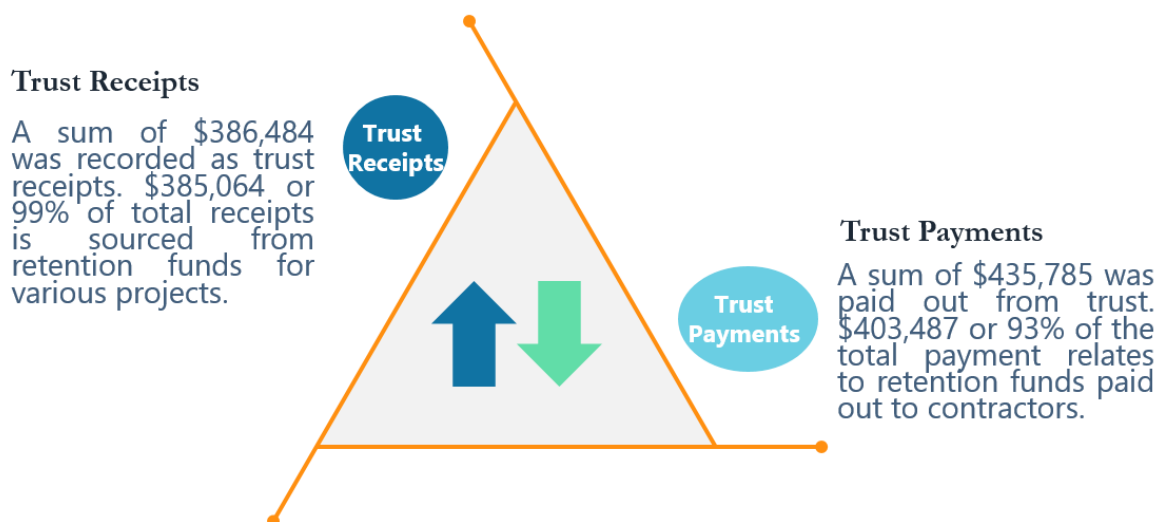 Trust Receipts
A sum of $386,484
was recorded as trust
receipts. $385,064 or
99% of total receipts
is sourced from
retention funds for
various projects.
Trust
Receipts
Trust Payments
A sum of $435,785 was
paid out from trust.
$403,487 or 93% of the
total payment relates
to retention funds paid
out to contractors.
Trust
Payments